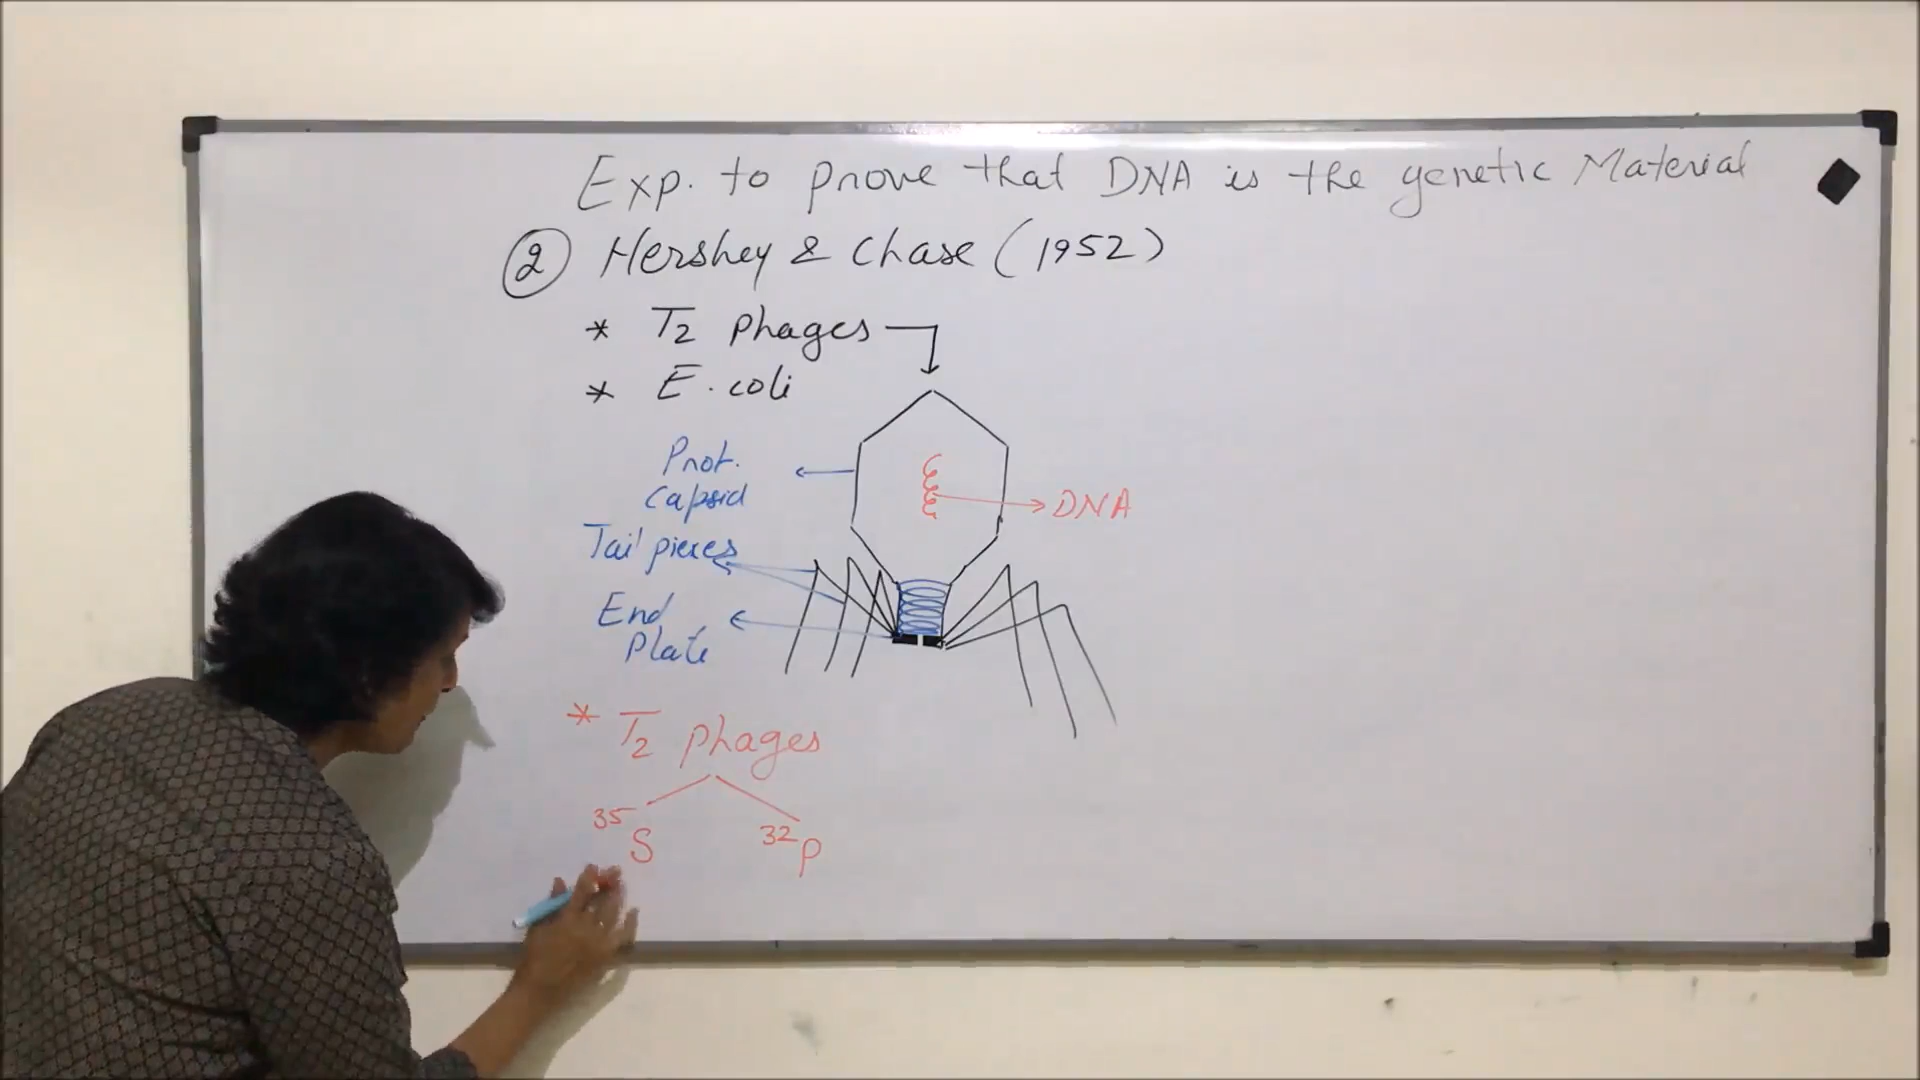 Exp. to prove that DNA is the genetic Material
② Hershey & Chase (1952)
* T2 phages
* E. coli
Prot.
capsid
DNA
Tail pieces
End
Plate
* T2 phages
35S 32P